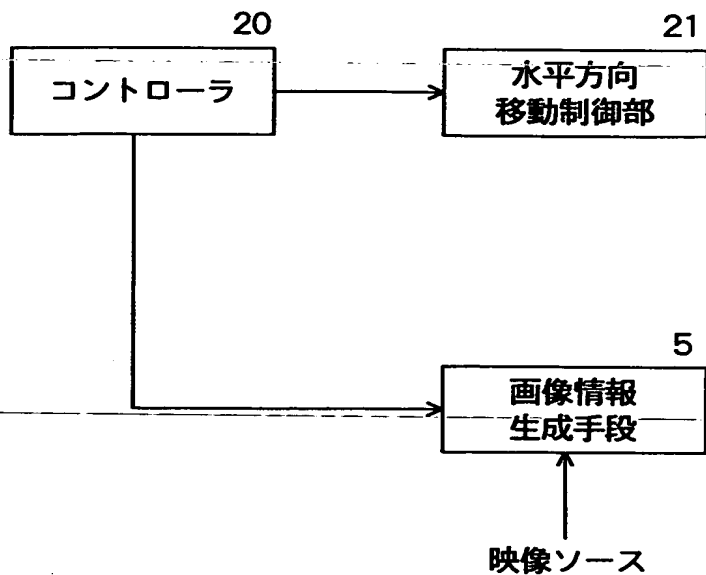 20
コントローラ
21
水平方向
移動制御部
5
画像情報
生成手段
映像ソース